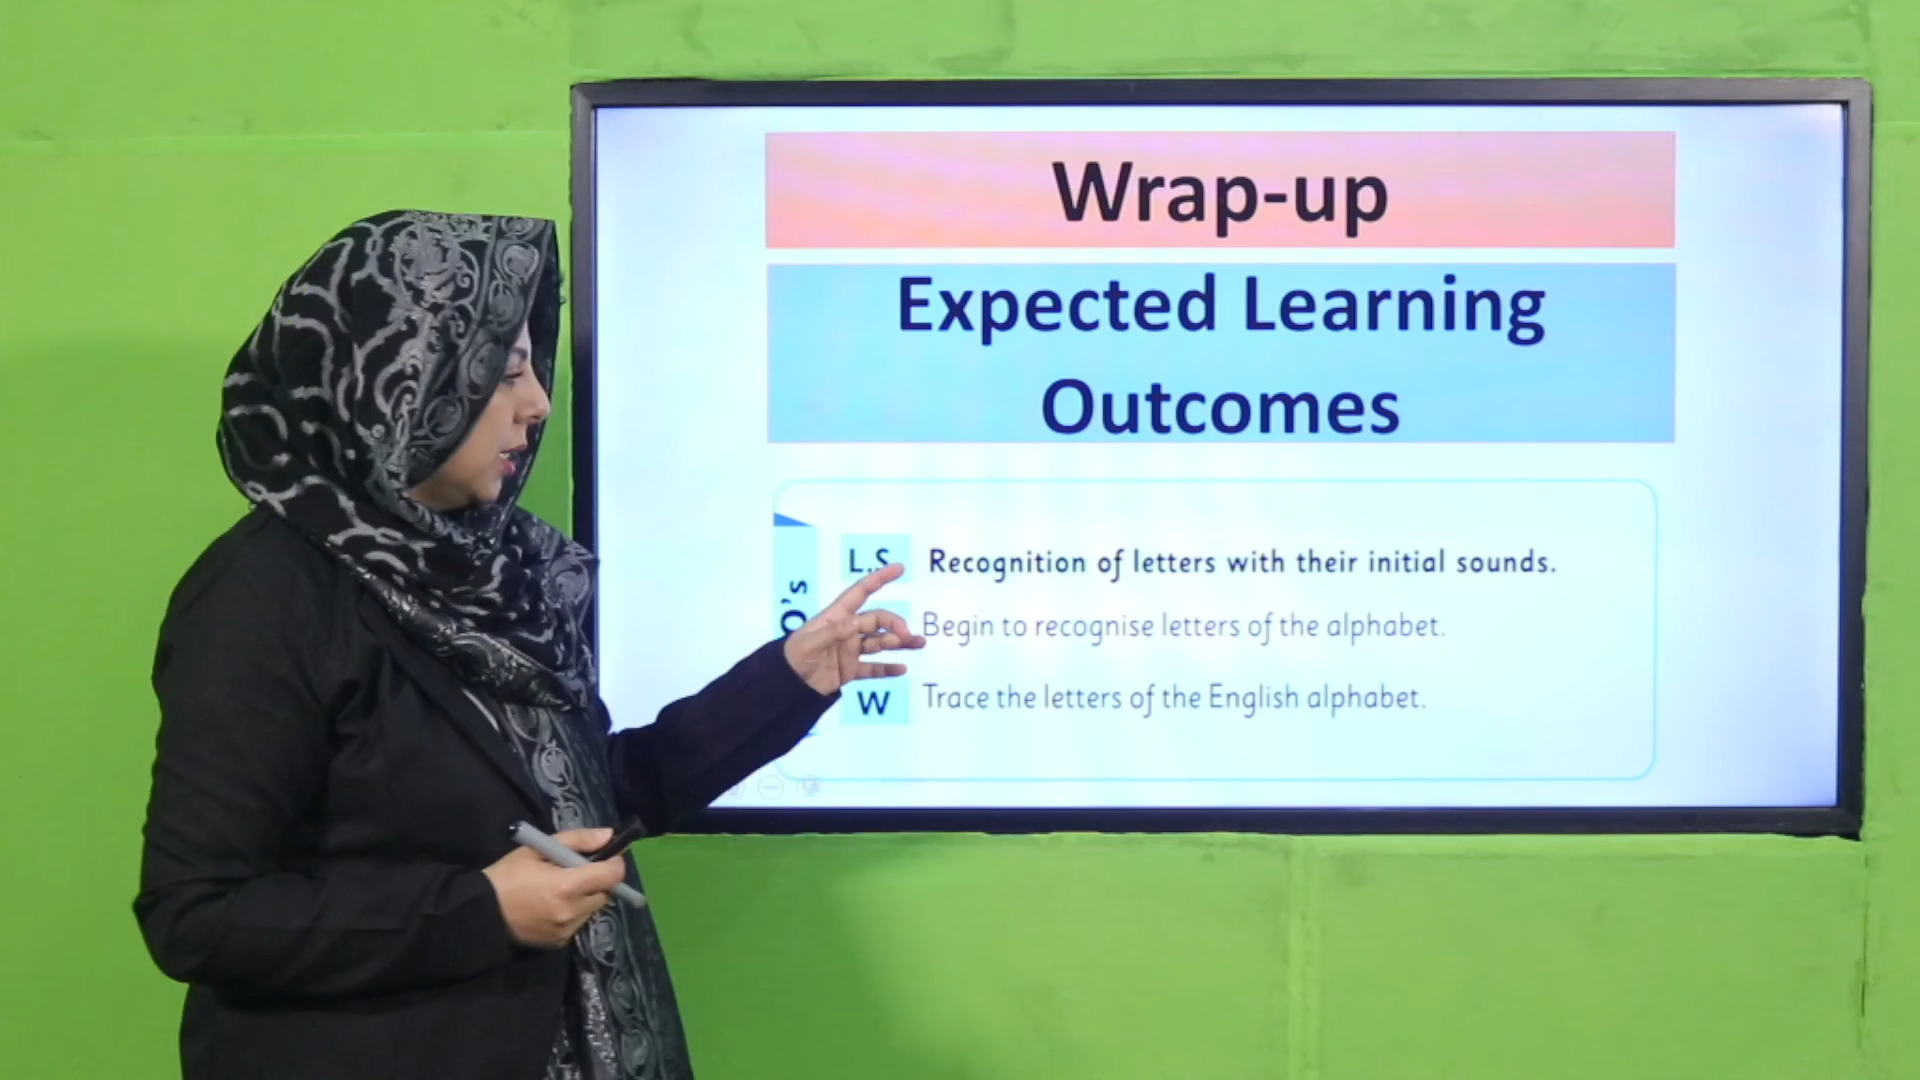 Wrap-up
Expected Learning
Outcomes
L.S Recognition of letters with their initial sounds.
Begin to recognise letters of the alphabet.
W Trace the letters of the English alphabet.